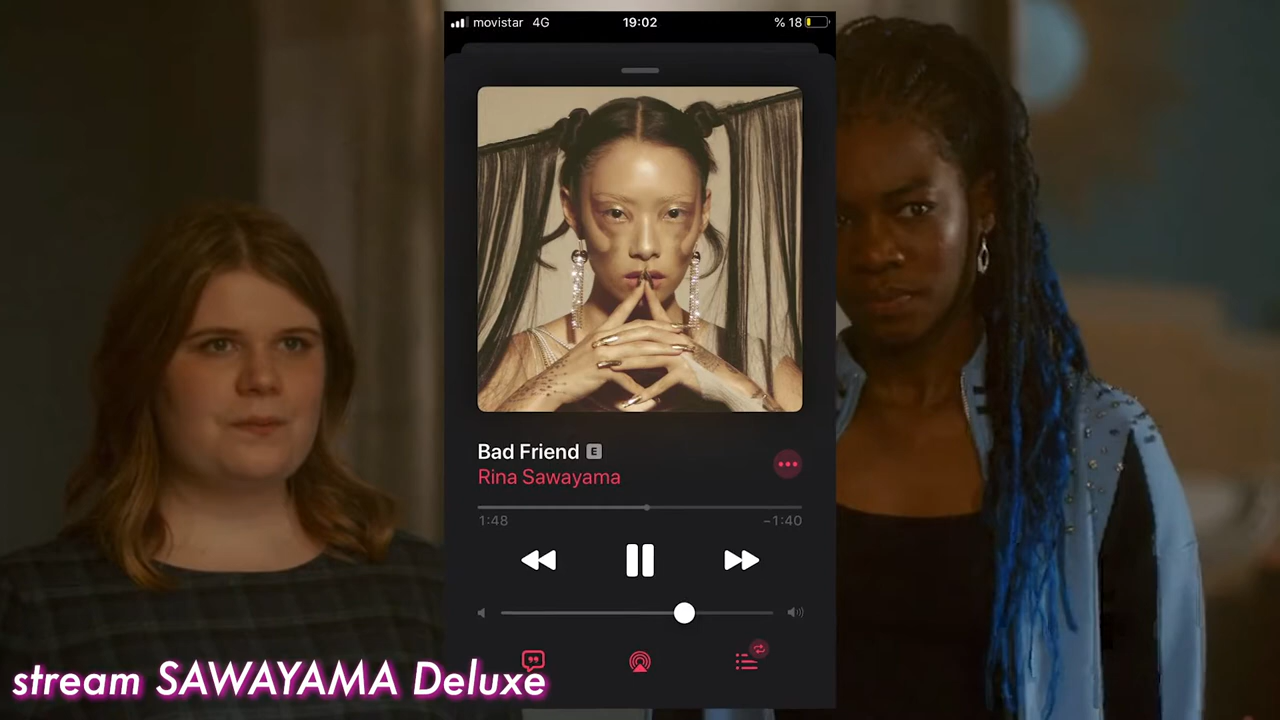 movistar 4G
19:02
% 18
Bad Friend E
Rina Sawayama
1:48
−1:40
stream SAWAYAMA Deluxe